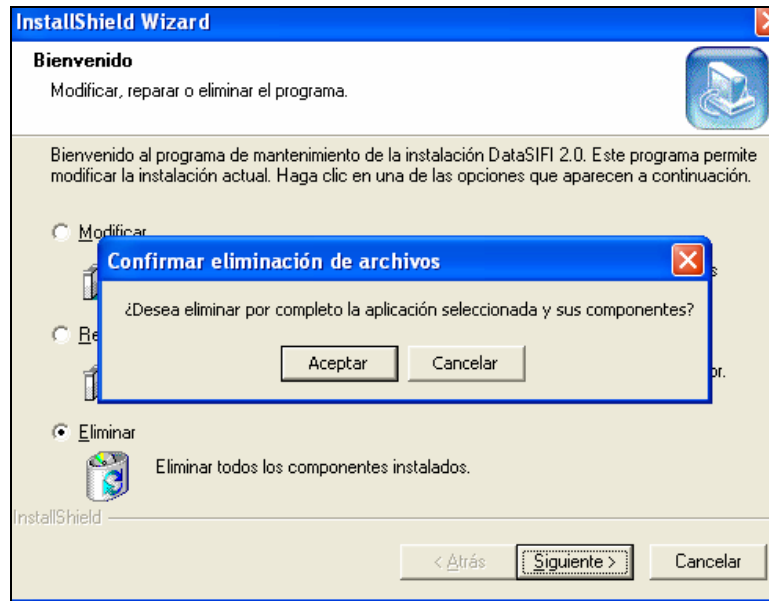 InstallShield Wizard
Bienvenido
Modificar, reparar o eliminar el programa.
Bienvenido al programa de mantenimiento de la instalación DataSIFI 2.0. Este programa permite
modificar la instalación actual. Haga clic en una de las opciones que aparecen a continuación.
Modificar
Confirmar eliminación de archivos
¿Desea eliminar por completo la aplicación seleccionada y sus componentes?
Aceptar
Cancelar
Eliminar
Eliminar todos los componentes instalados.
InstallShield
< Atrás
Siguiente >
Cancelar